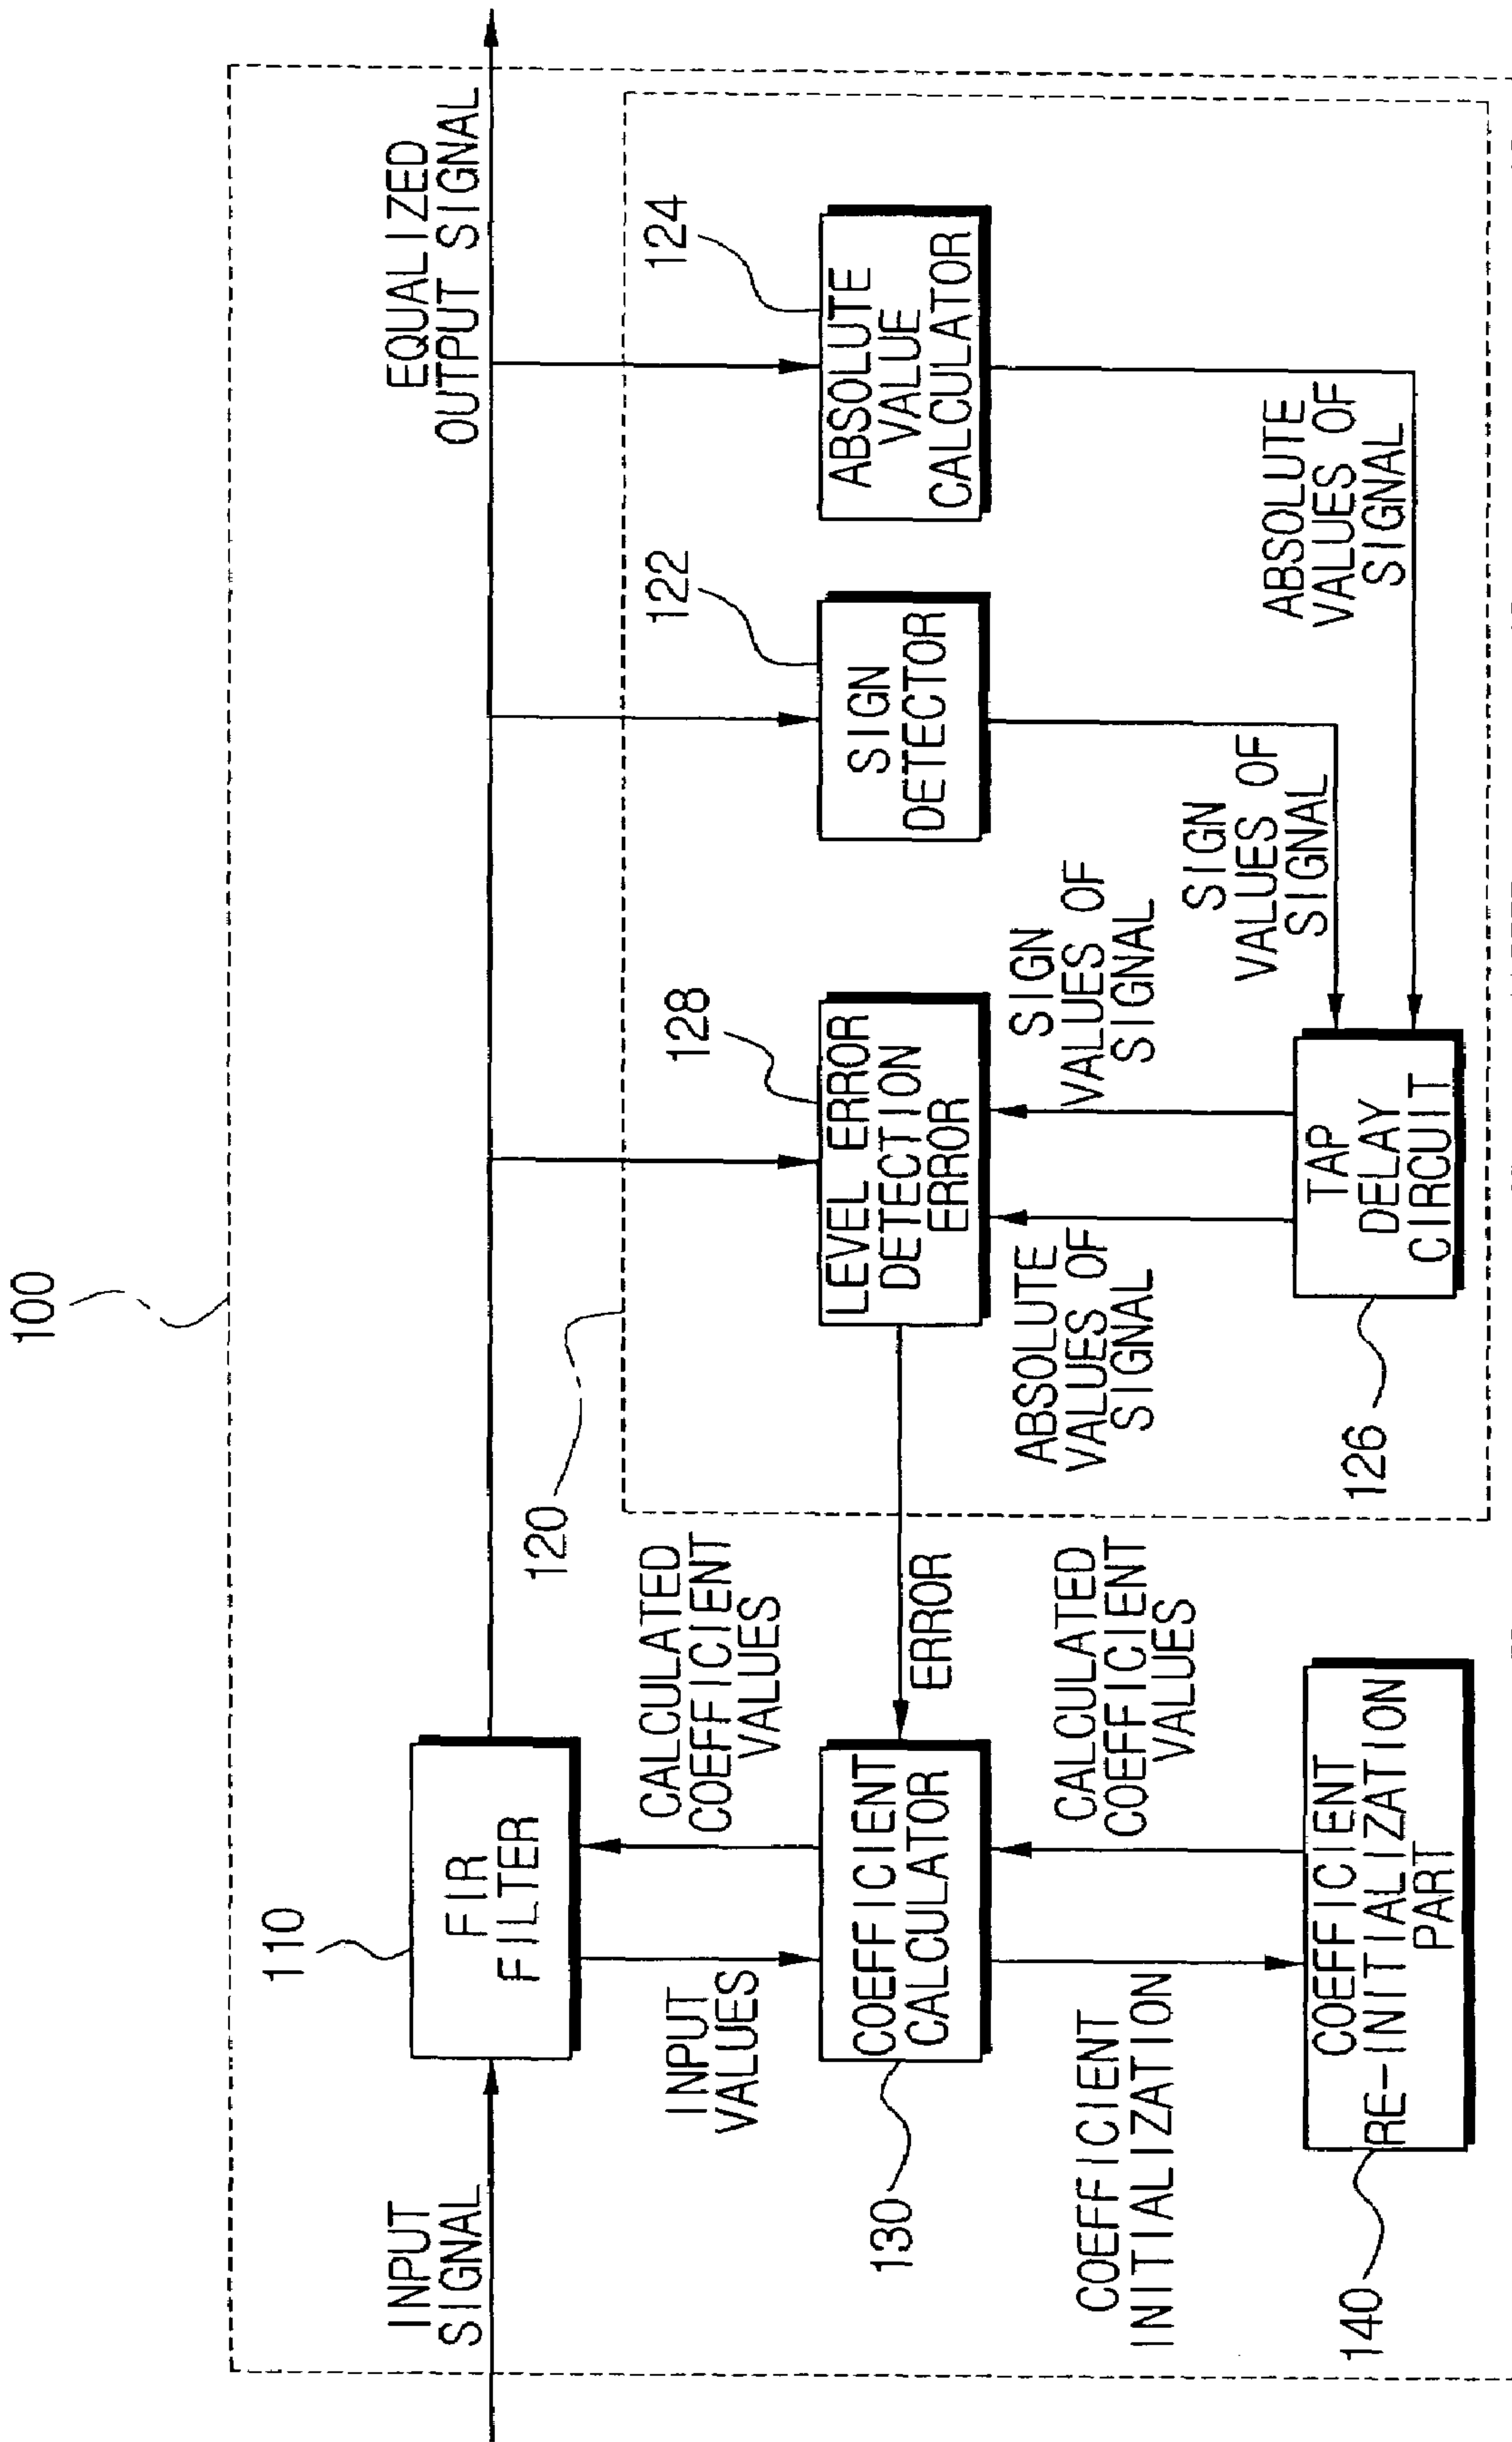 100
INPUT
SIGNAL
110
FIR
FILTER
EQUALIZED
OUTPUT SIGNAL
INPUT
VALUES
CALCULATED
COEFFICIENT
VALUES
120
128
122
124
130
COEFFICIENT
CALCULATOR
ERROR
LEVEL ERROR
DETECTION
ERROR
SIGN
DETECTOR
ABSOLUTE
VALUE
CALCULATOR
COEFFICIENT
INITIALIZATION
CALCULATED
COEFFICIENT
VALUES
ABSOLUTE
VALUES OF
SIGNAL
SIGN
VALUES OF
SIGNAL
SIGN
VALUES OF
SIGNAL
ABSOLUTE
VALUES OF
SIGNAL
140
COEFFICIENT
RE-INITIALIZATION
PART
126
TAP
DELAY
CIRCUIT